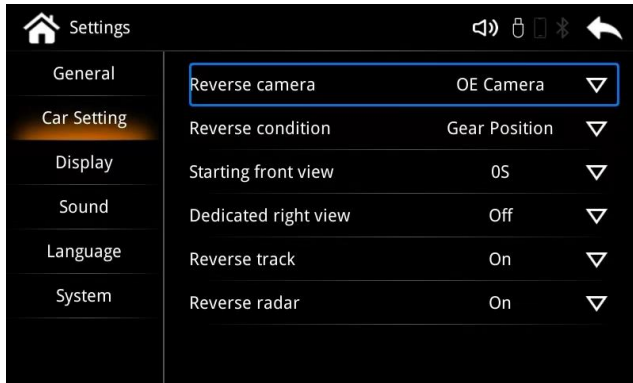 Settings
General
Car Setting
Display
Sound
Language
System
Reverse camera OE Camera
Reverse condition Gear Position
Starting front view 0S
Dedicated right view Off
Reverse track On
Reverse radar On